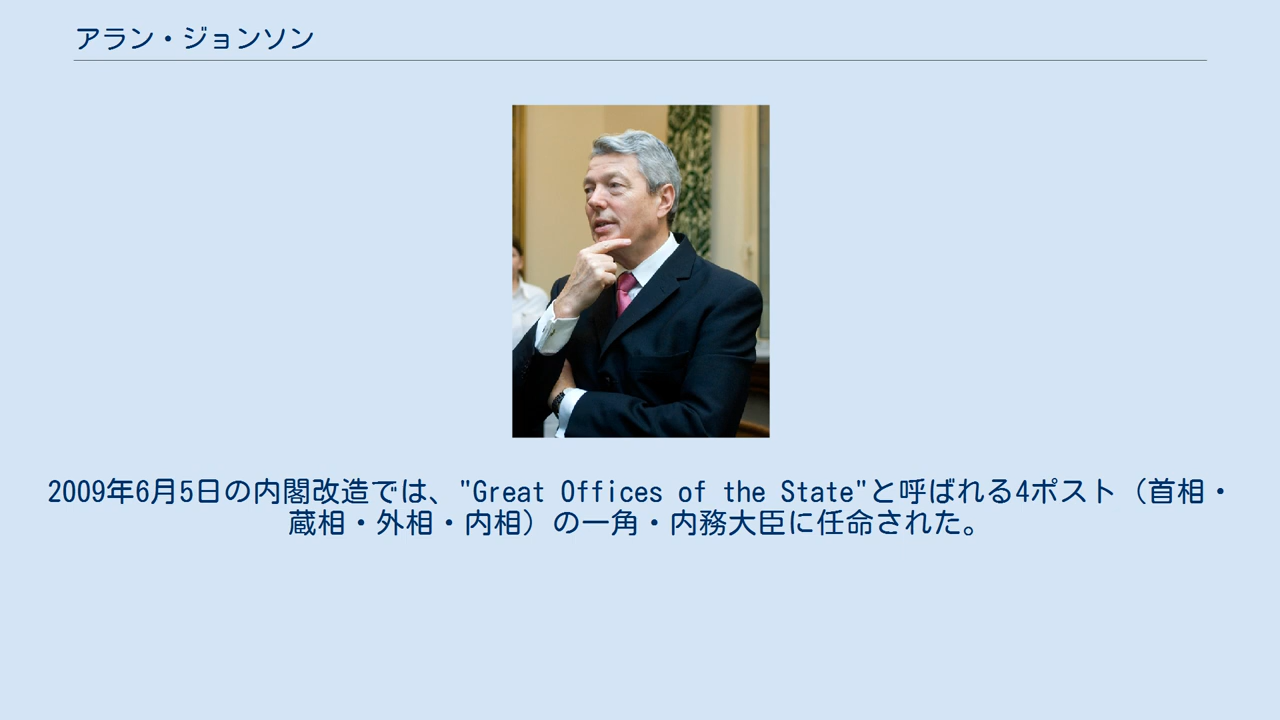 アラン・ジョンソン
2009年6月5日の内閣改造では、"Great Offices of the State"と呼ばれる4ポスト（首相・
蔵相・外相・内相）の一角・内務大臣に任命された。